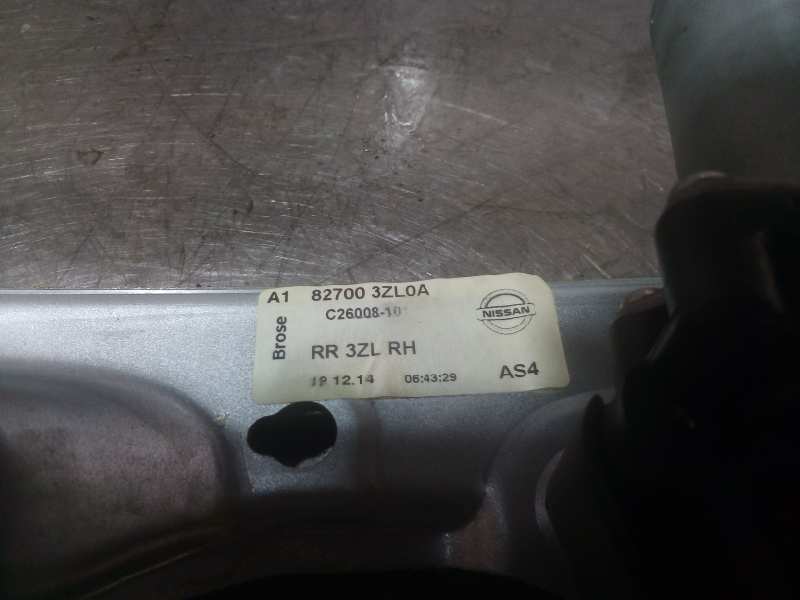 A1 82700 3ZL0A
C26008-10
NISSAN
Brose
RR 3ZL RH
12.14 06:43:29 AS4